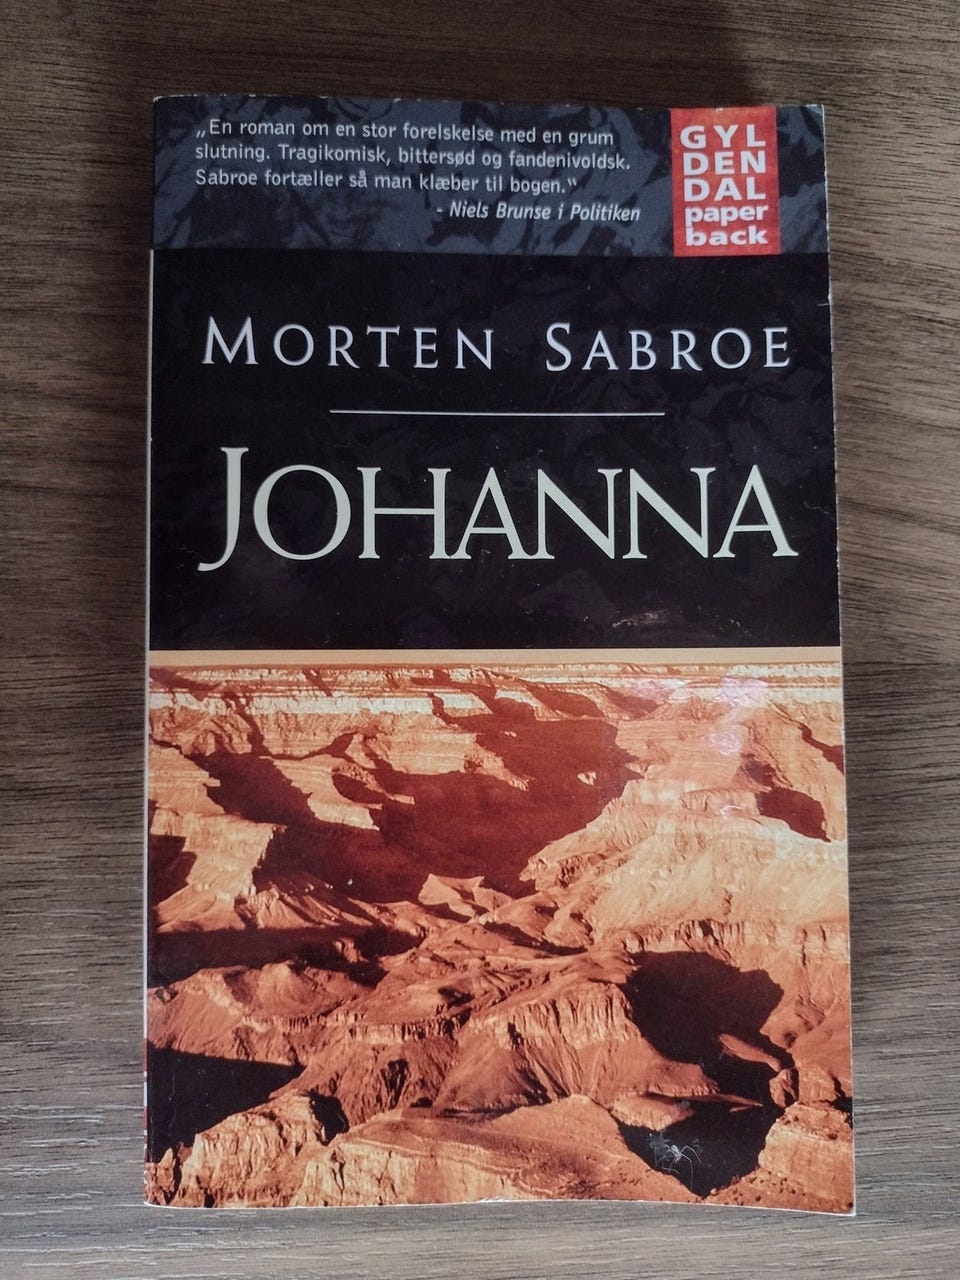 „En roman om en stor forelskelse med en grum
slutning. Tragikomisk, bittersød og fandenivoldsk.
Sabroe fortæller så man klæber til bogen.“
- Niels Brunse i Politiken
GYL
DEN
DAL
paper
back
MORTEN SABROE
JOHANNA